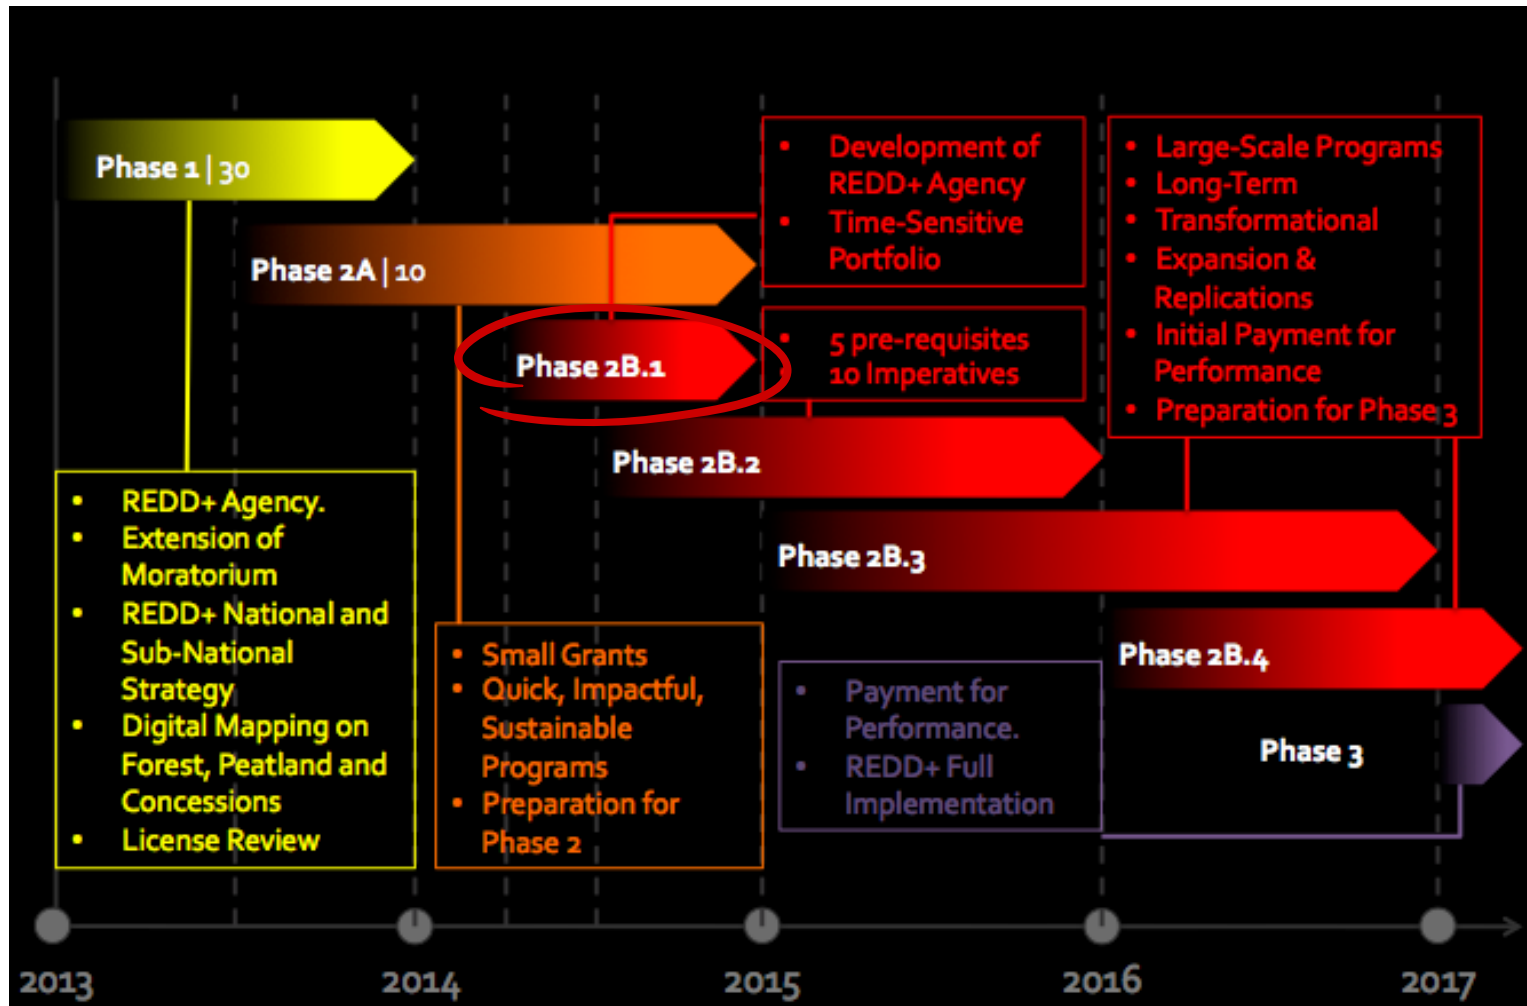 Phase 1 | 30
Phase 2A | 10
Phase 2B.1
Phase 2B.2
Phase 2B.3
Phase 2B.4
Phase 3
• Development of
REDD+ Agency
• Time-Sensitive
Portfolio
• 5 pre-requisites
10 Imperatives
• Large-Scale Programs
• Long-Term
• Transformational
• Expansion &
Replications
• Initial Payment for
Performance
• Preparation for Phase 3
• REDD+ Agency.
• Extension of
Moratorium
• REDD+ National and
Sub-National
Strategy
• Digital Mapping on
Forest, Peatland and
Concessions
• License Review
• Small Grants
• Quick, Impactful,
Sustainable
Programs
• Preparation for
Phase 2
• Payment for
Performance.
• REDD+ Full
Implementation
2013
2014
2015
2016
2017